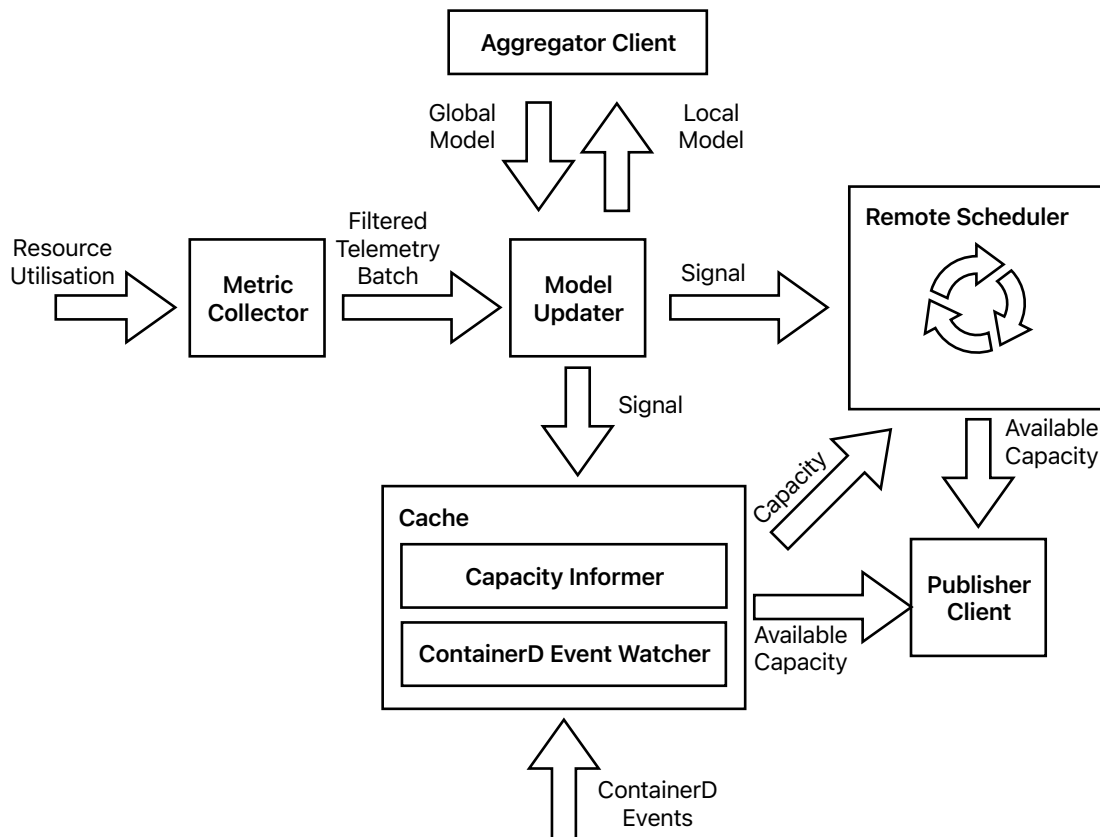 Aggregator Client
Global
Model
Local
Model
Remote Scheduler
Resource
Utilisation
Metric
Collector
Filtered
Telemetry
Batch
Model
Updater
Signal
Signal
Available
Capacity
Capacity
Cache
Capacity Informer
ContainerD Event Watcher
Available
Capacity
Publisher
Client
ContainerD
Events